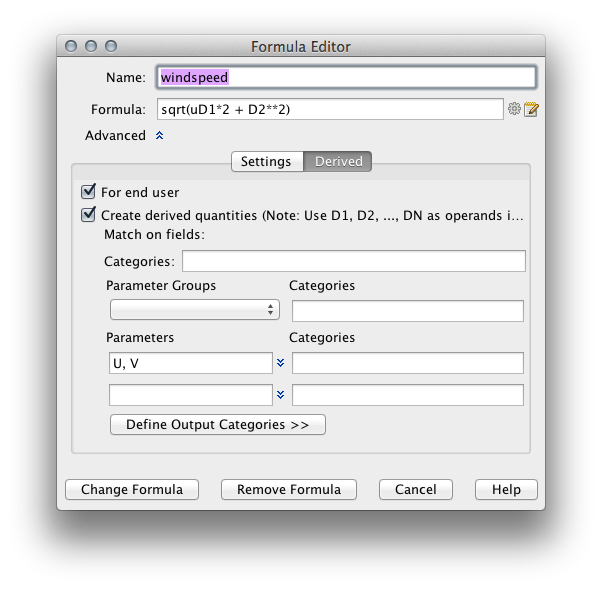 Formula Editor
Name: windspeed
Formula: sqrt(uD1*2 + D2**2)
Advanced
Settings Derived
For end user
Create derived quantities (Note: Use D1, D2, ..., DN as operands i...
Match on fields:
Categories:
Parameter Groups Categories
Parameters Categories
U, V
Define Output Categories >>
Change Formula Remove Formula Cancel Help